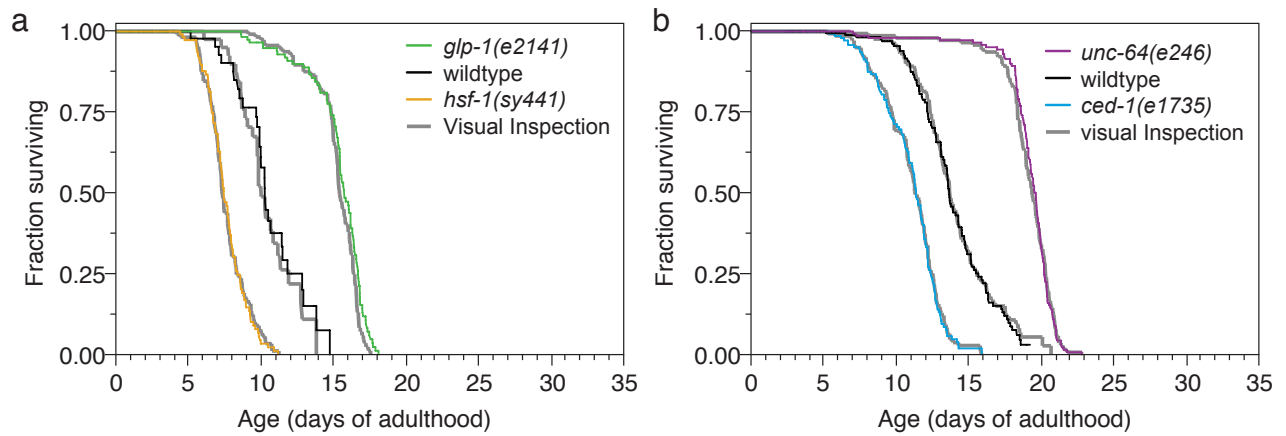 a
Fraction surviving
1.00
0.75
0.50
0.25
0.00
glp-1(e2141)
wildtype
hsf-1(sy441)
Visual Inspection
0 5 10 15 20 25 30 35
Age (days of adulthood)
b
Fraction surviving
1.00
0.75
0.50
0.25
0.00
unc-64(e246)
wildtype
ced-1(e1735)
visual Inspection
0 5 10 15 20 25 30 35
Age (days of adulthood)